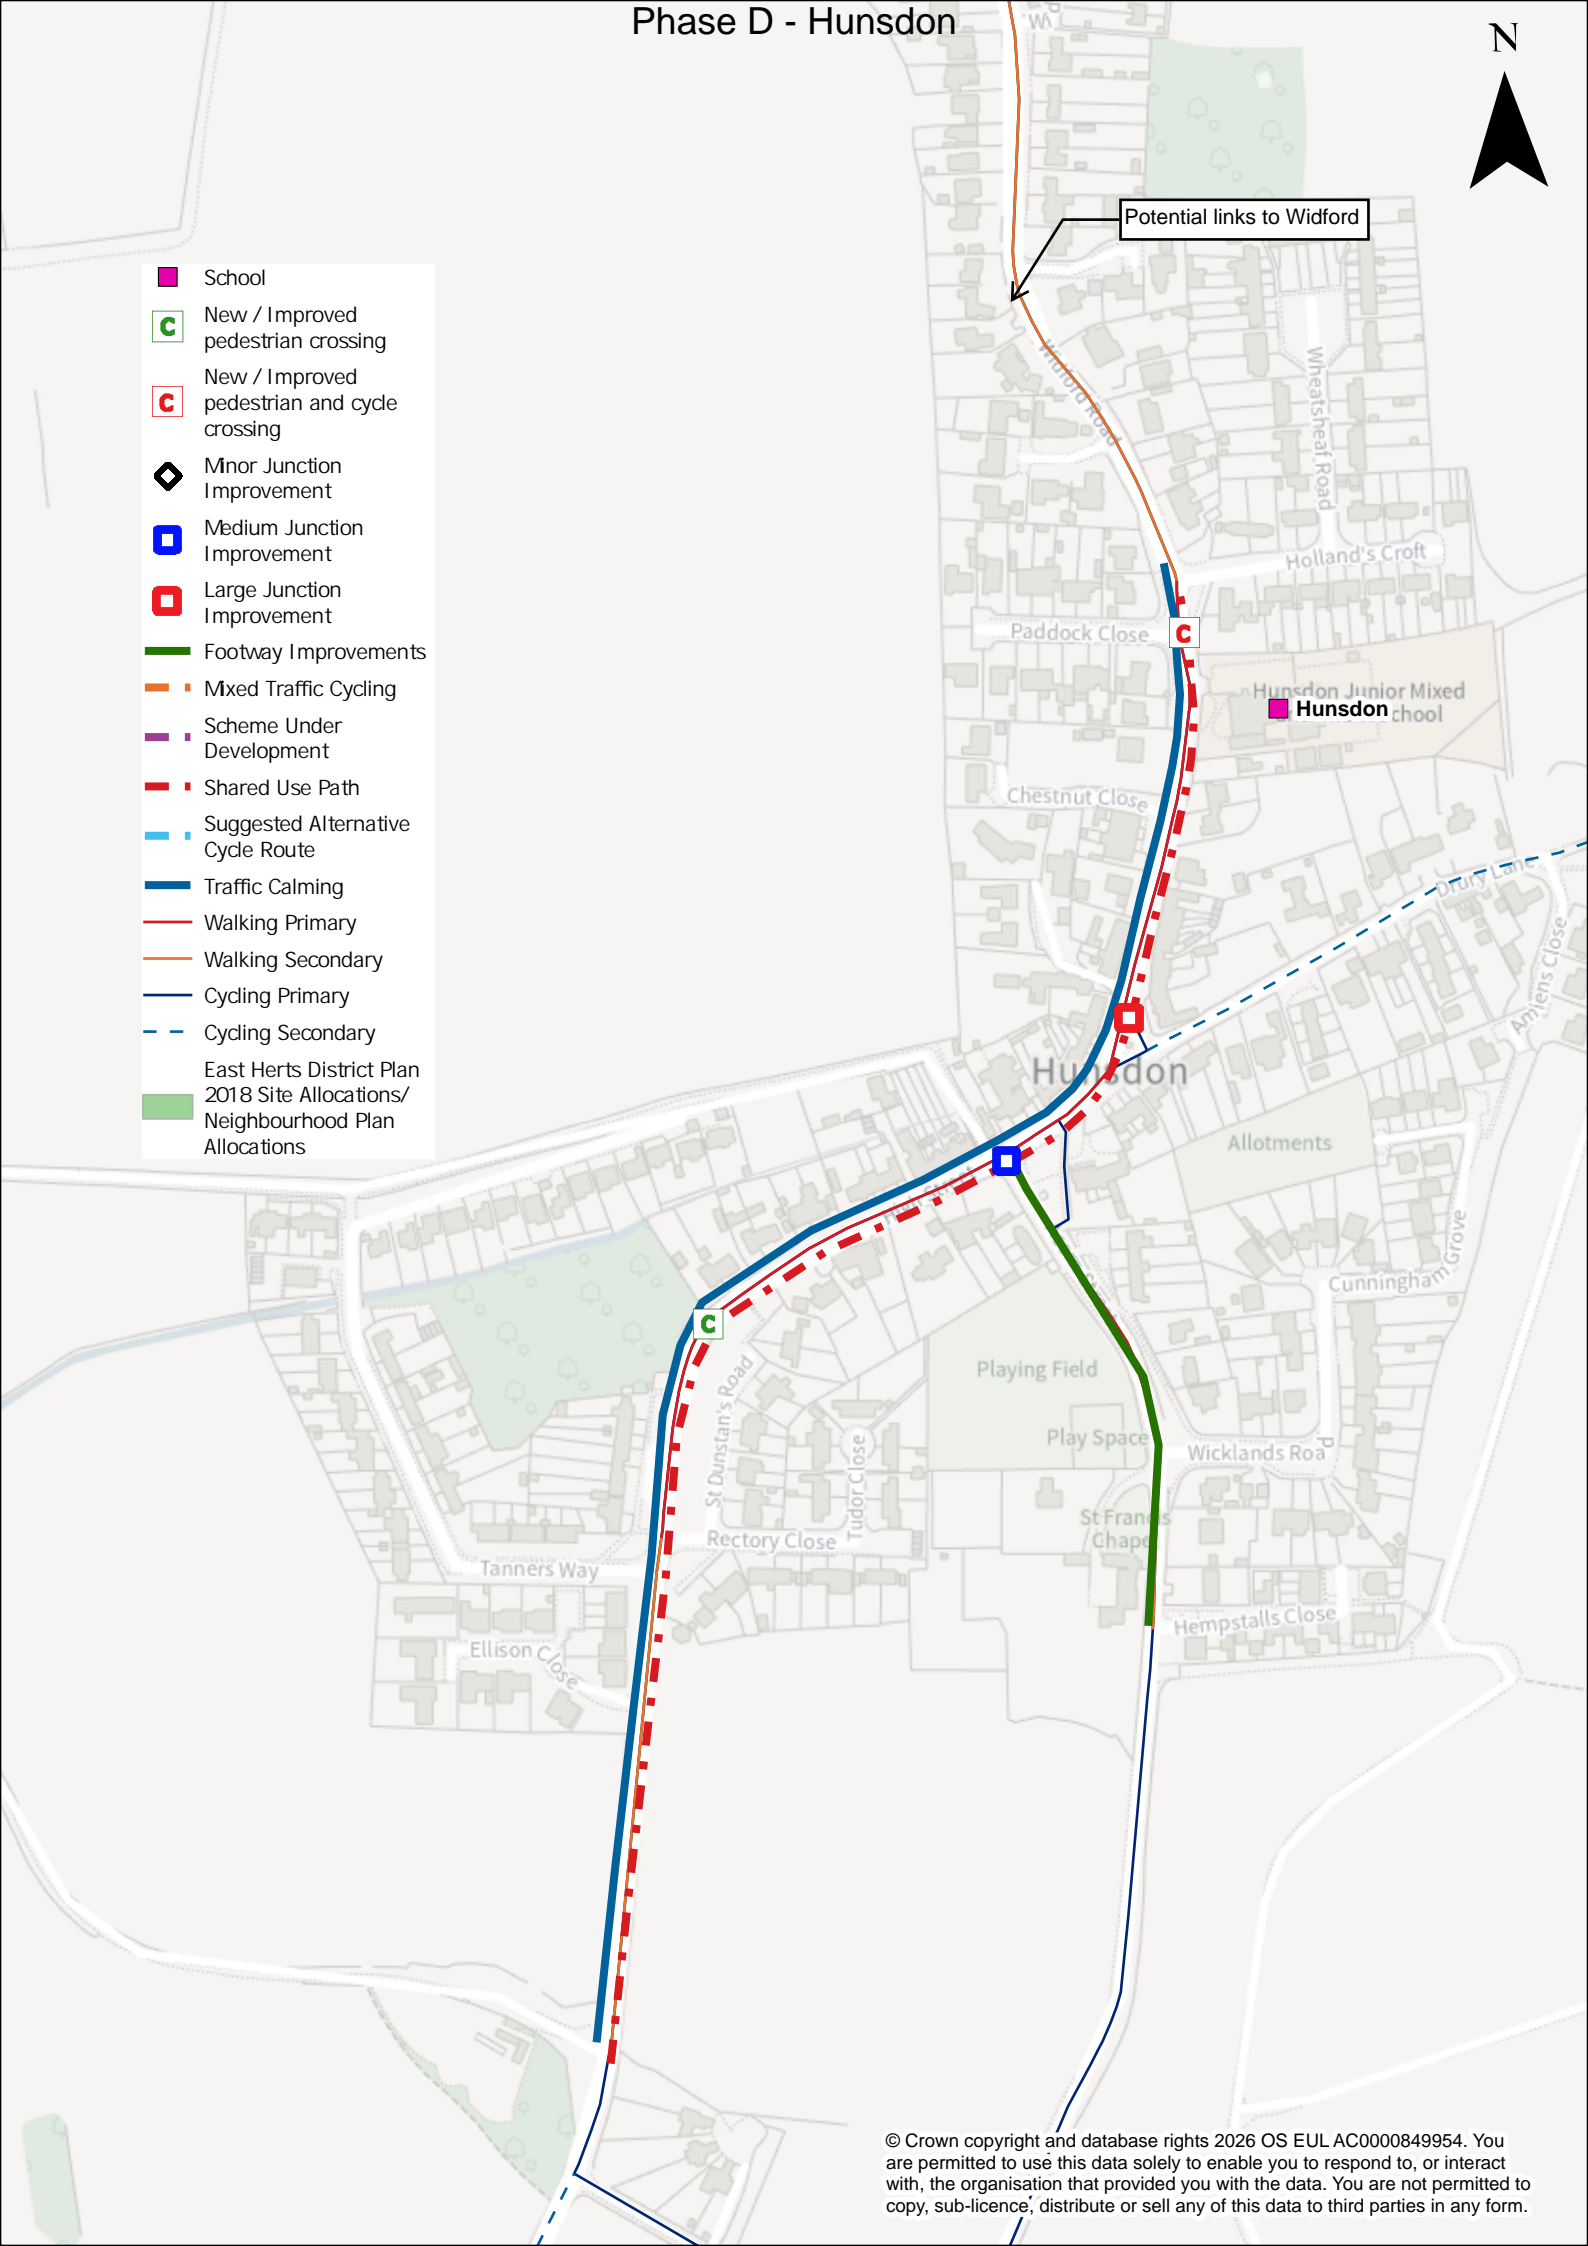 Phase D - Hunsdon
N
Potential links to Widford
School
New / Improved
pedestrian crossing
New / Improved
pedestrian and cycle
crossing
Minor Junction
Improvement
Medium Junction
Improvement
Large Junction
Improvement
Footway Improvements
Mixed Traffic Cycling
Scheme Under
Development
Shared Use Path
Suggested Alternative
Cycle Route
Traffic Calming
Walking Primary
Walking Secondary
Cycling Primary
Cycling Secondary
East Herts District Plan
2018 Site Allocations/
Neighbourhood Plan
Allocations
C
C
C
C
Widford Road
Wheatsheaf Road
Holland's Croft
Paddock Close
Hunsdon Junior Mixed
School
Hunsdon
Chestnut Close
Drury Lane
Amiens Close
Hunsdon
Allotments
High Street
Cunningham Grove
Playing Field
Play Space
Wicklands Road
St Dunstan's Road
Tudor Close
Rectory Close
St Francis
Chapel
Tanners Way
Hempstalls Close
Ellison Close
© Crown copyright and database rights 2026 OS EUL AC0000849954. You
are permitted to use this data solely to enable you to respond to, or interact
with, the organisation that provided you with the data. You are not permitted to
copy, sub-licence, distribute or sell any of this data to third parties in any form.